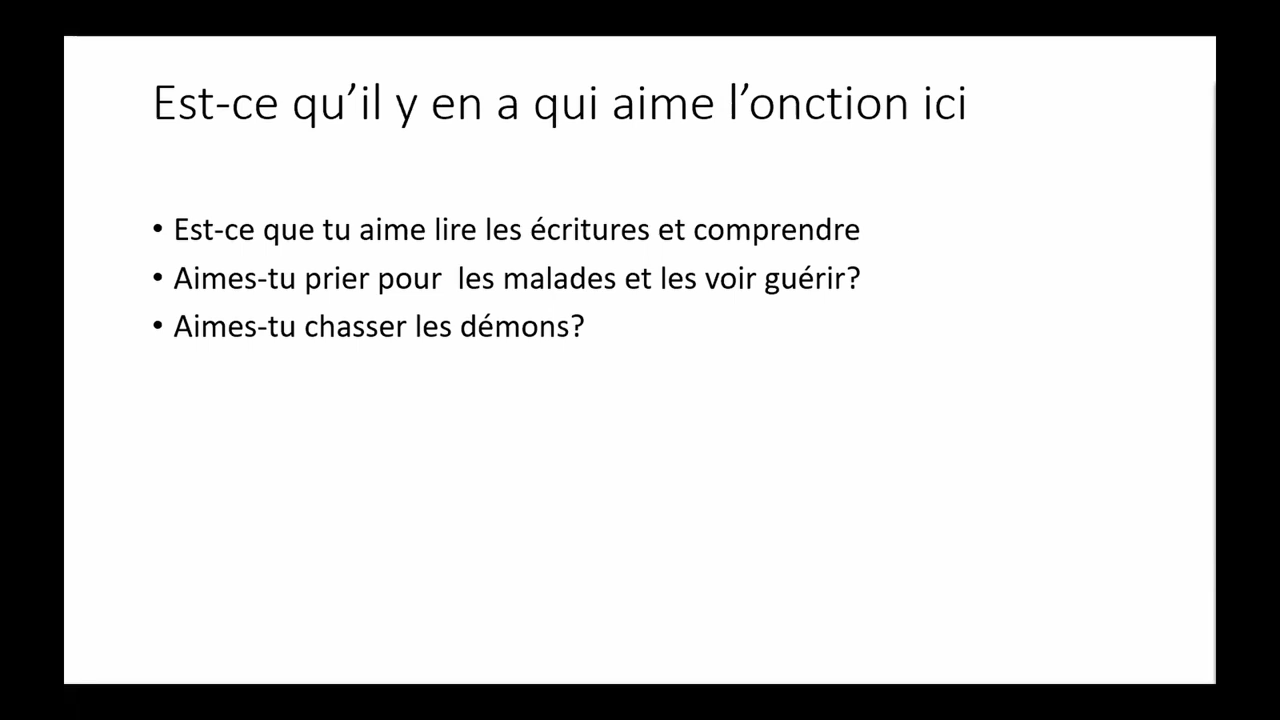 Est-ce qu’il y en a qui aime l’onction ici
• Est-ce que tu aime lire les écritures et comprendre
• Aimes-tu prier pour  les malades et les voir guérir?
• Aimes-tu chasser les démons?